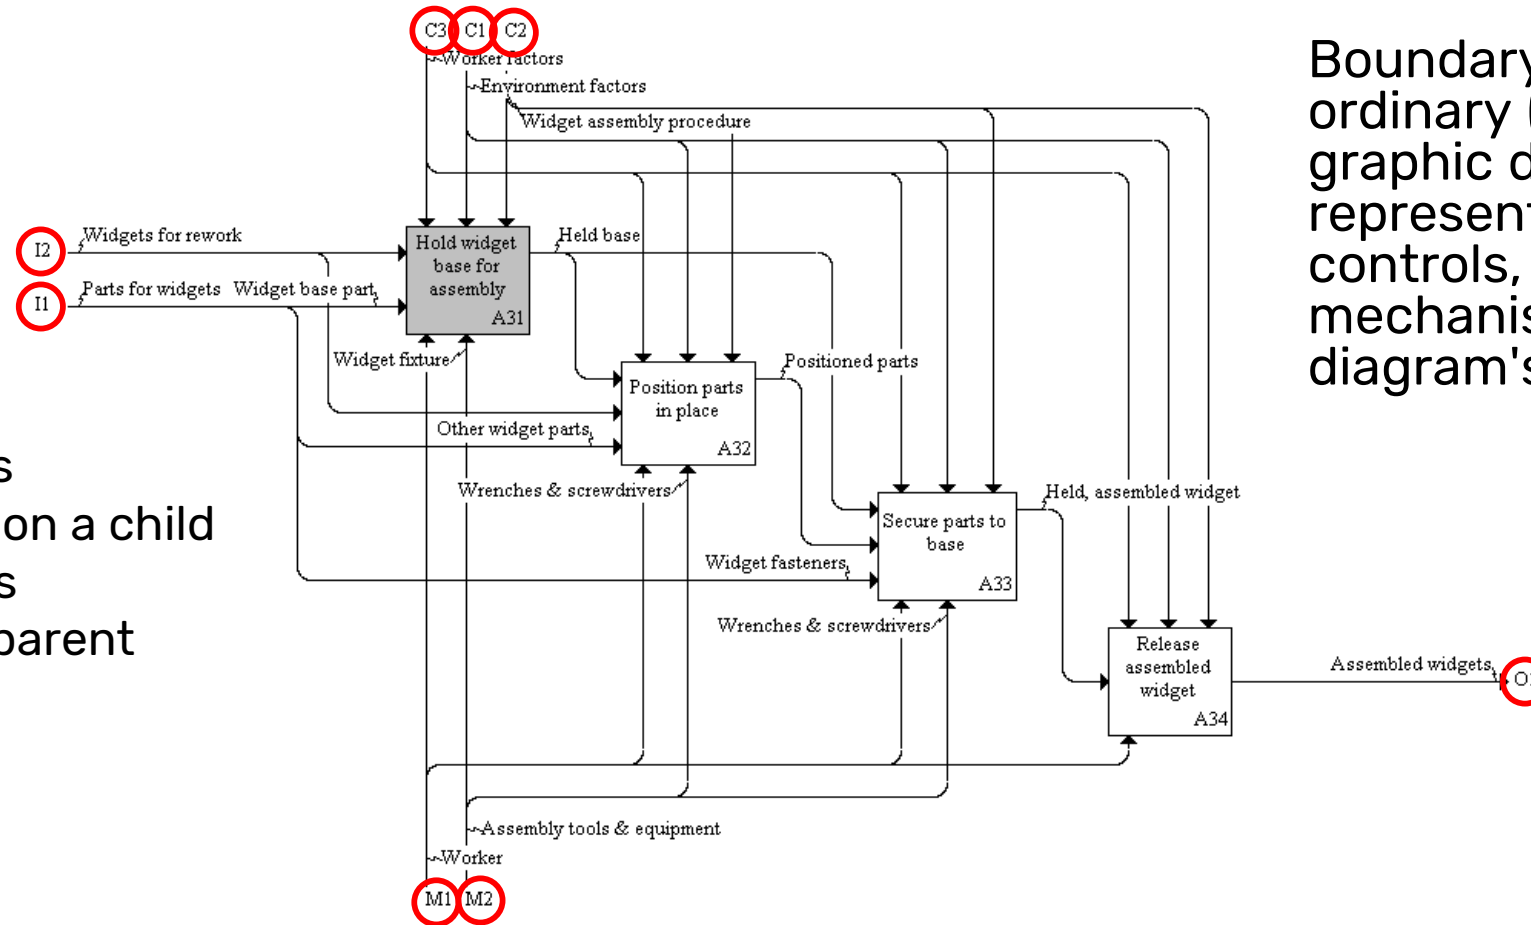 C3 C1 C2
Worker factors
Environment factors
Widget assembly procedure
I2
Widgets for rework
I1
Parts for widgets
Widget base part
Hold widget
base for
assembly
A31
Held base
Widget fixture
Position parts
in place
A32
Positioned parts
Other widget parts
Wrenches & screwdrivers
Secure parts to
base
A33
Held, assembled widget
Widget fasteners
Wrenches & screwdrivers
Release
assembled
widget
A34
Assembled widgets
Assembly tools & equipment
Worker
M1 M2
Boundary
ordinary
graphic
controls,
on a child
parent
diagram's